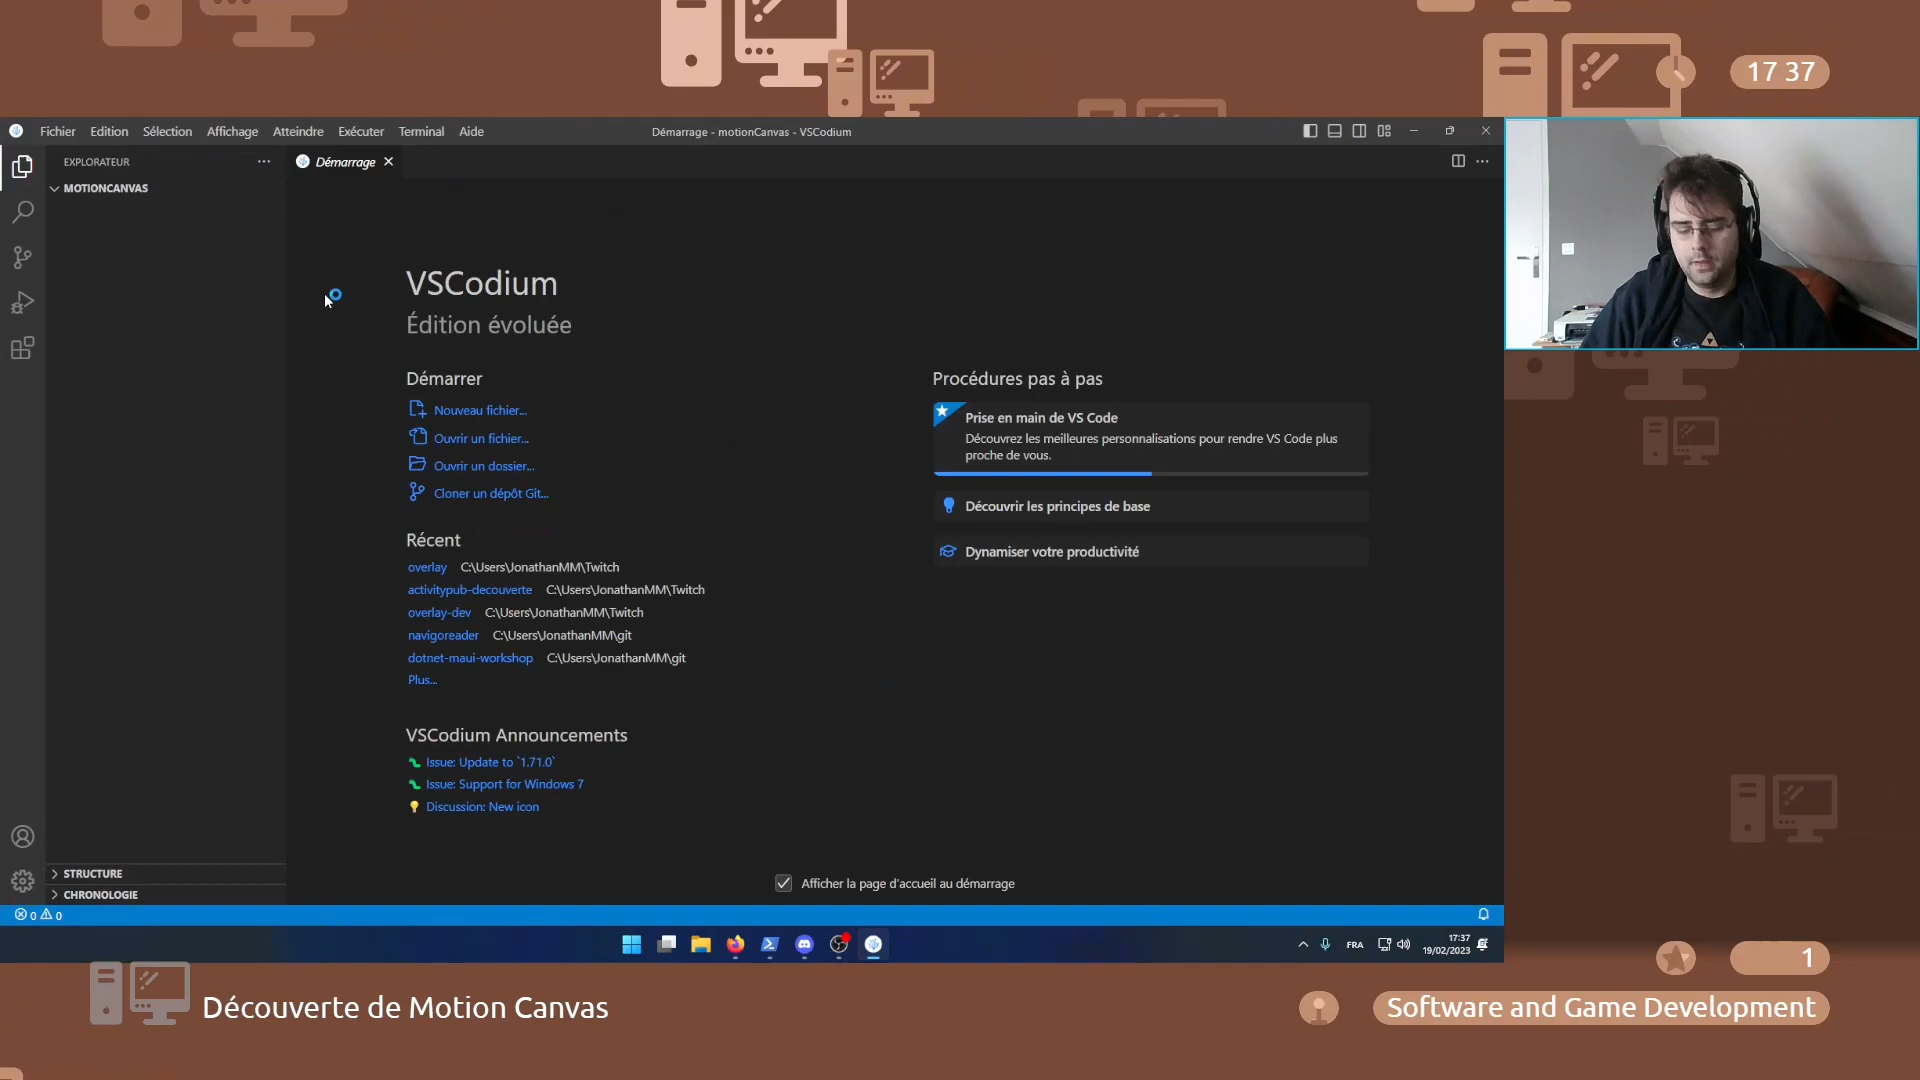 17 37
Fichier Edition Sélection Affichage Atteindre Exécuter Terminal Aide
Démarrage - motionCanvas - VSCodium
EXPLORATEUR
Démarrage
MOTIONCANVAS
VSCodium
Édition évoluée
Démarrer
Nouveau fichier...
Ouvrir un fichier...
Ouvrir un dossier...
Cloner un dépôt Git...
Récent
overlay C:\Users\JonathanMM\Twitch
activitypub-decouverte C:\Users\JonathanMM\Twitch
overlay-dev C:\Users\JonathanMM\Twitch
navigoreader C:\Users\JonathanMM\git
dotnet-maui-workshop C:\Users\JonathanMM\git
Plus...
VSCodium Announcements
Issue: Update to `1.71.0`
Issue: Support for Windows 7
Discussion: New icon
Procédures pas à pas
Prise en main de VS Code
Découvrez les meilleures personnalisations pour rendre VS Code plus
proche de vous.
Découvrir les principes de base
Dynamiser votre productivité
Afficher la page d'accueil au démarrage
STRUCTURE
CHRONOLOGIE
0 0
FRA
17:37
19/02/2023
1
Découverte de Motion Canvas
Software and Game Development